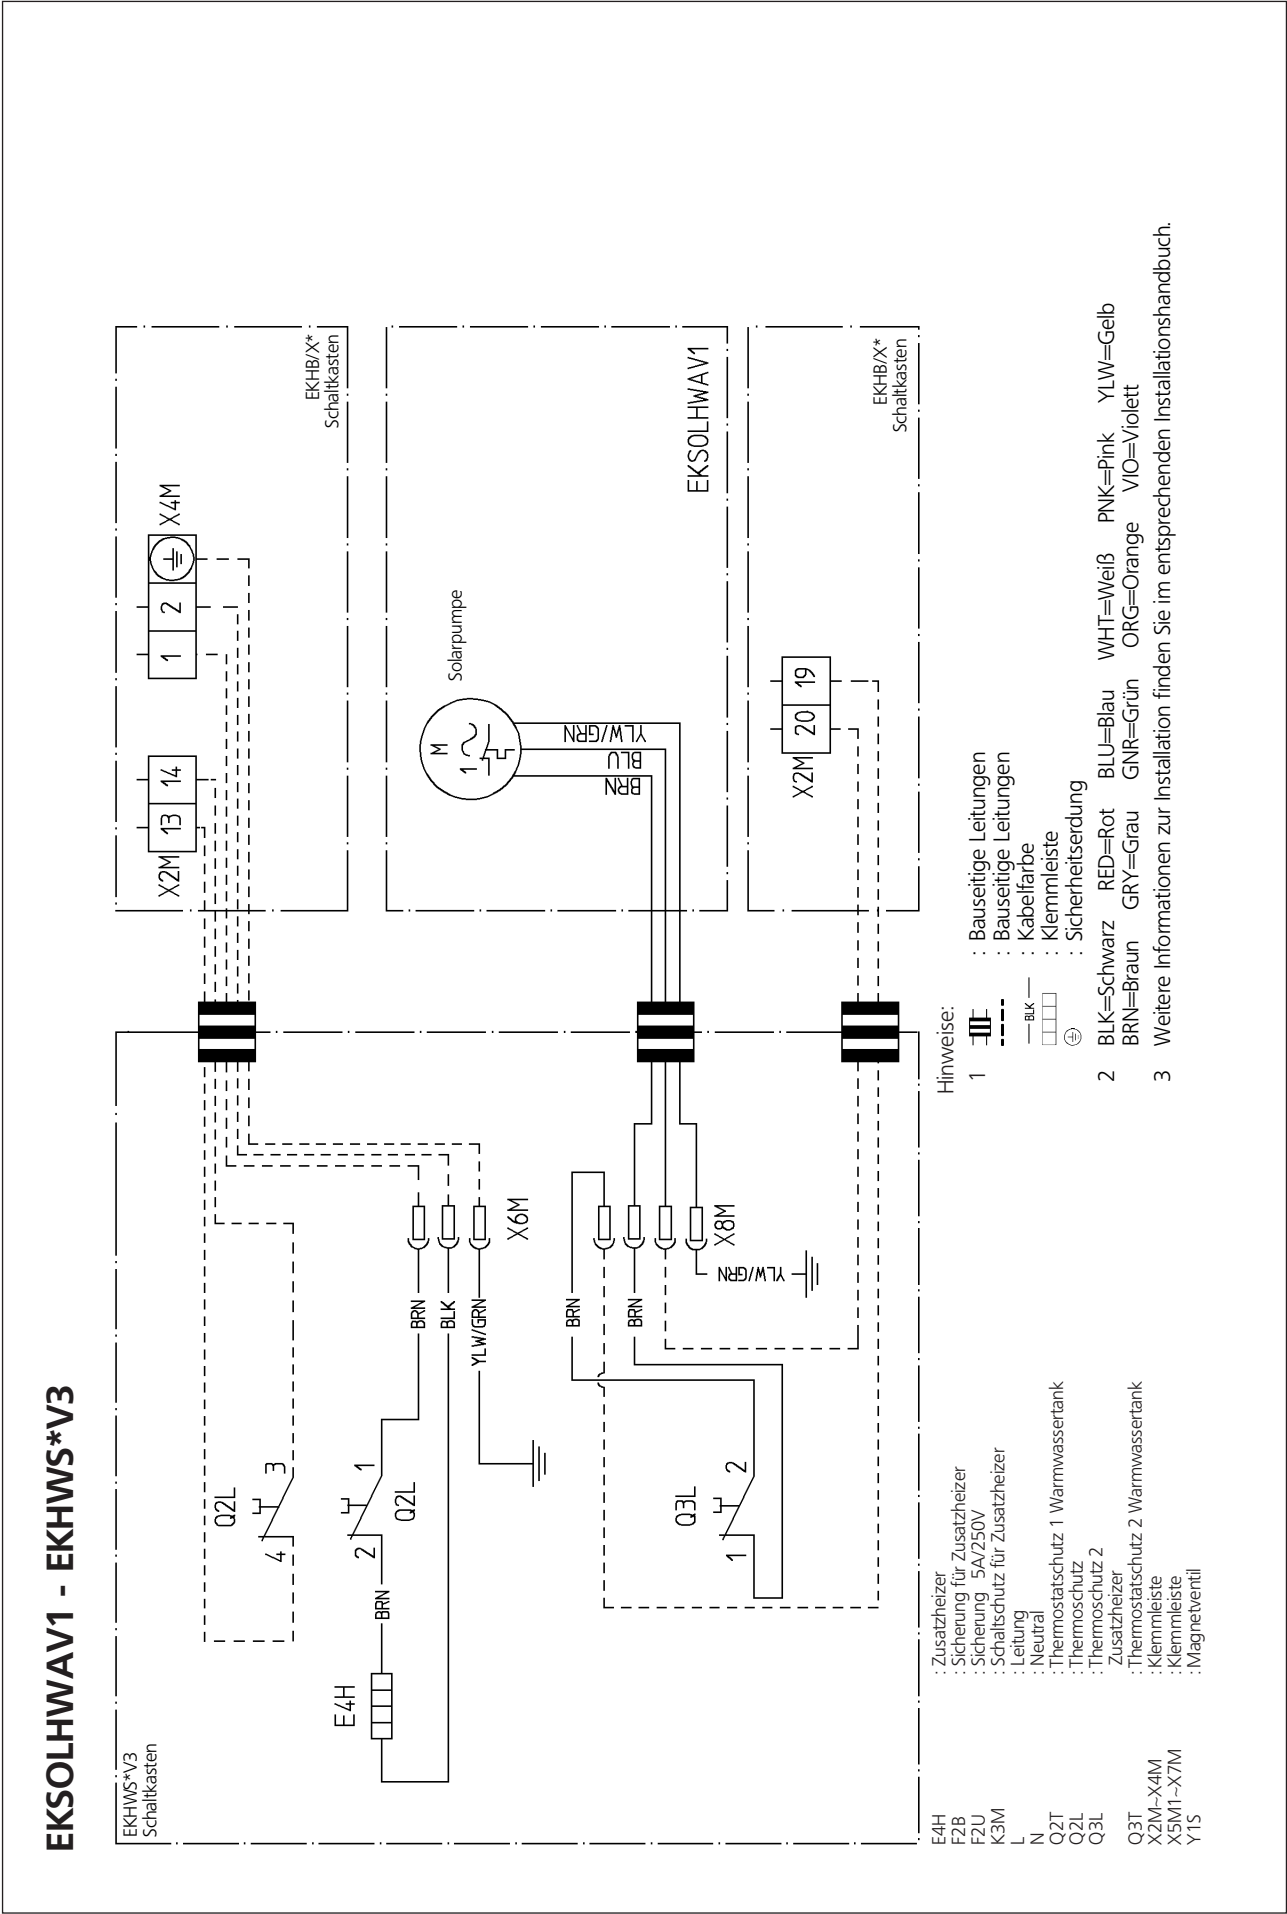 EKSOLHWAV1 - EKHWS*V3
EKHWS*V3
Schaltkasten
Q2L
4
3
E4H
BRN
2
1
Q2L
BRN
BLK
YLW/GRN
X6M
BRN
BRN
Q3L
1
2
YLW/GRN
X8M
X2M
13
14
1
2
X4M
EKHB/X*
Schaltkasten
M
1
Solarpumpe
BRN
BLU
YLW/GRN
EKSOLHWAV1
X2M
20
19
EKHB/X*
Schaltkasten
E4H : Zusatzheizer
F2B : Sicherung für Zusatzheizer
F2U : Sicherung 5A/250V
K3M : Schaltschutz für Zusatzheizer
L : Leitung
N : Neutral
Q2T : Thermostatschutz 1 Warmwassertank
Q2L : Thermoschutz
Q3L : Thermoschutz 2
Zusatzheizer
Q3T : Thermostatschutz 2 Warmwassertank
X2M~X4M : Klemmleiste
X5M1~X7M : Klemmleiste
Y1S : Magnetventil
Hinweise:
1 : Bauseitige Leitungen
: Bauseitige Leitungen
BLK : Kabelfarbe
: Klemmleiste
: Sicherheitserdung
2 BLK=Schwarz RED=Rot BLU=Blau WHT=Weiß PNK=Pink YLW=Gelb
BRN=Braun GRY=Grau GNR=Grün ORG=Orange VIO=Violett
3 Weitere Informationen zur Installation finden Sie im entsprechenden Installationshandbuch.